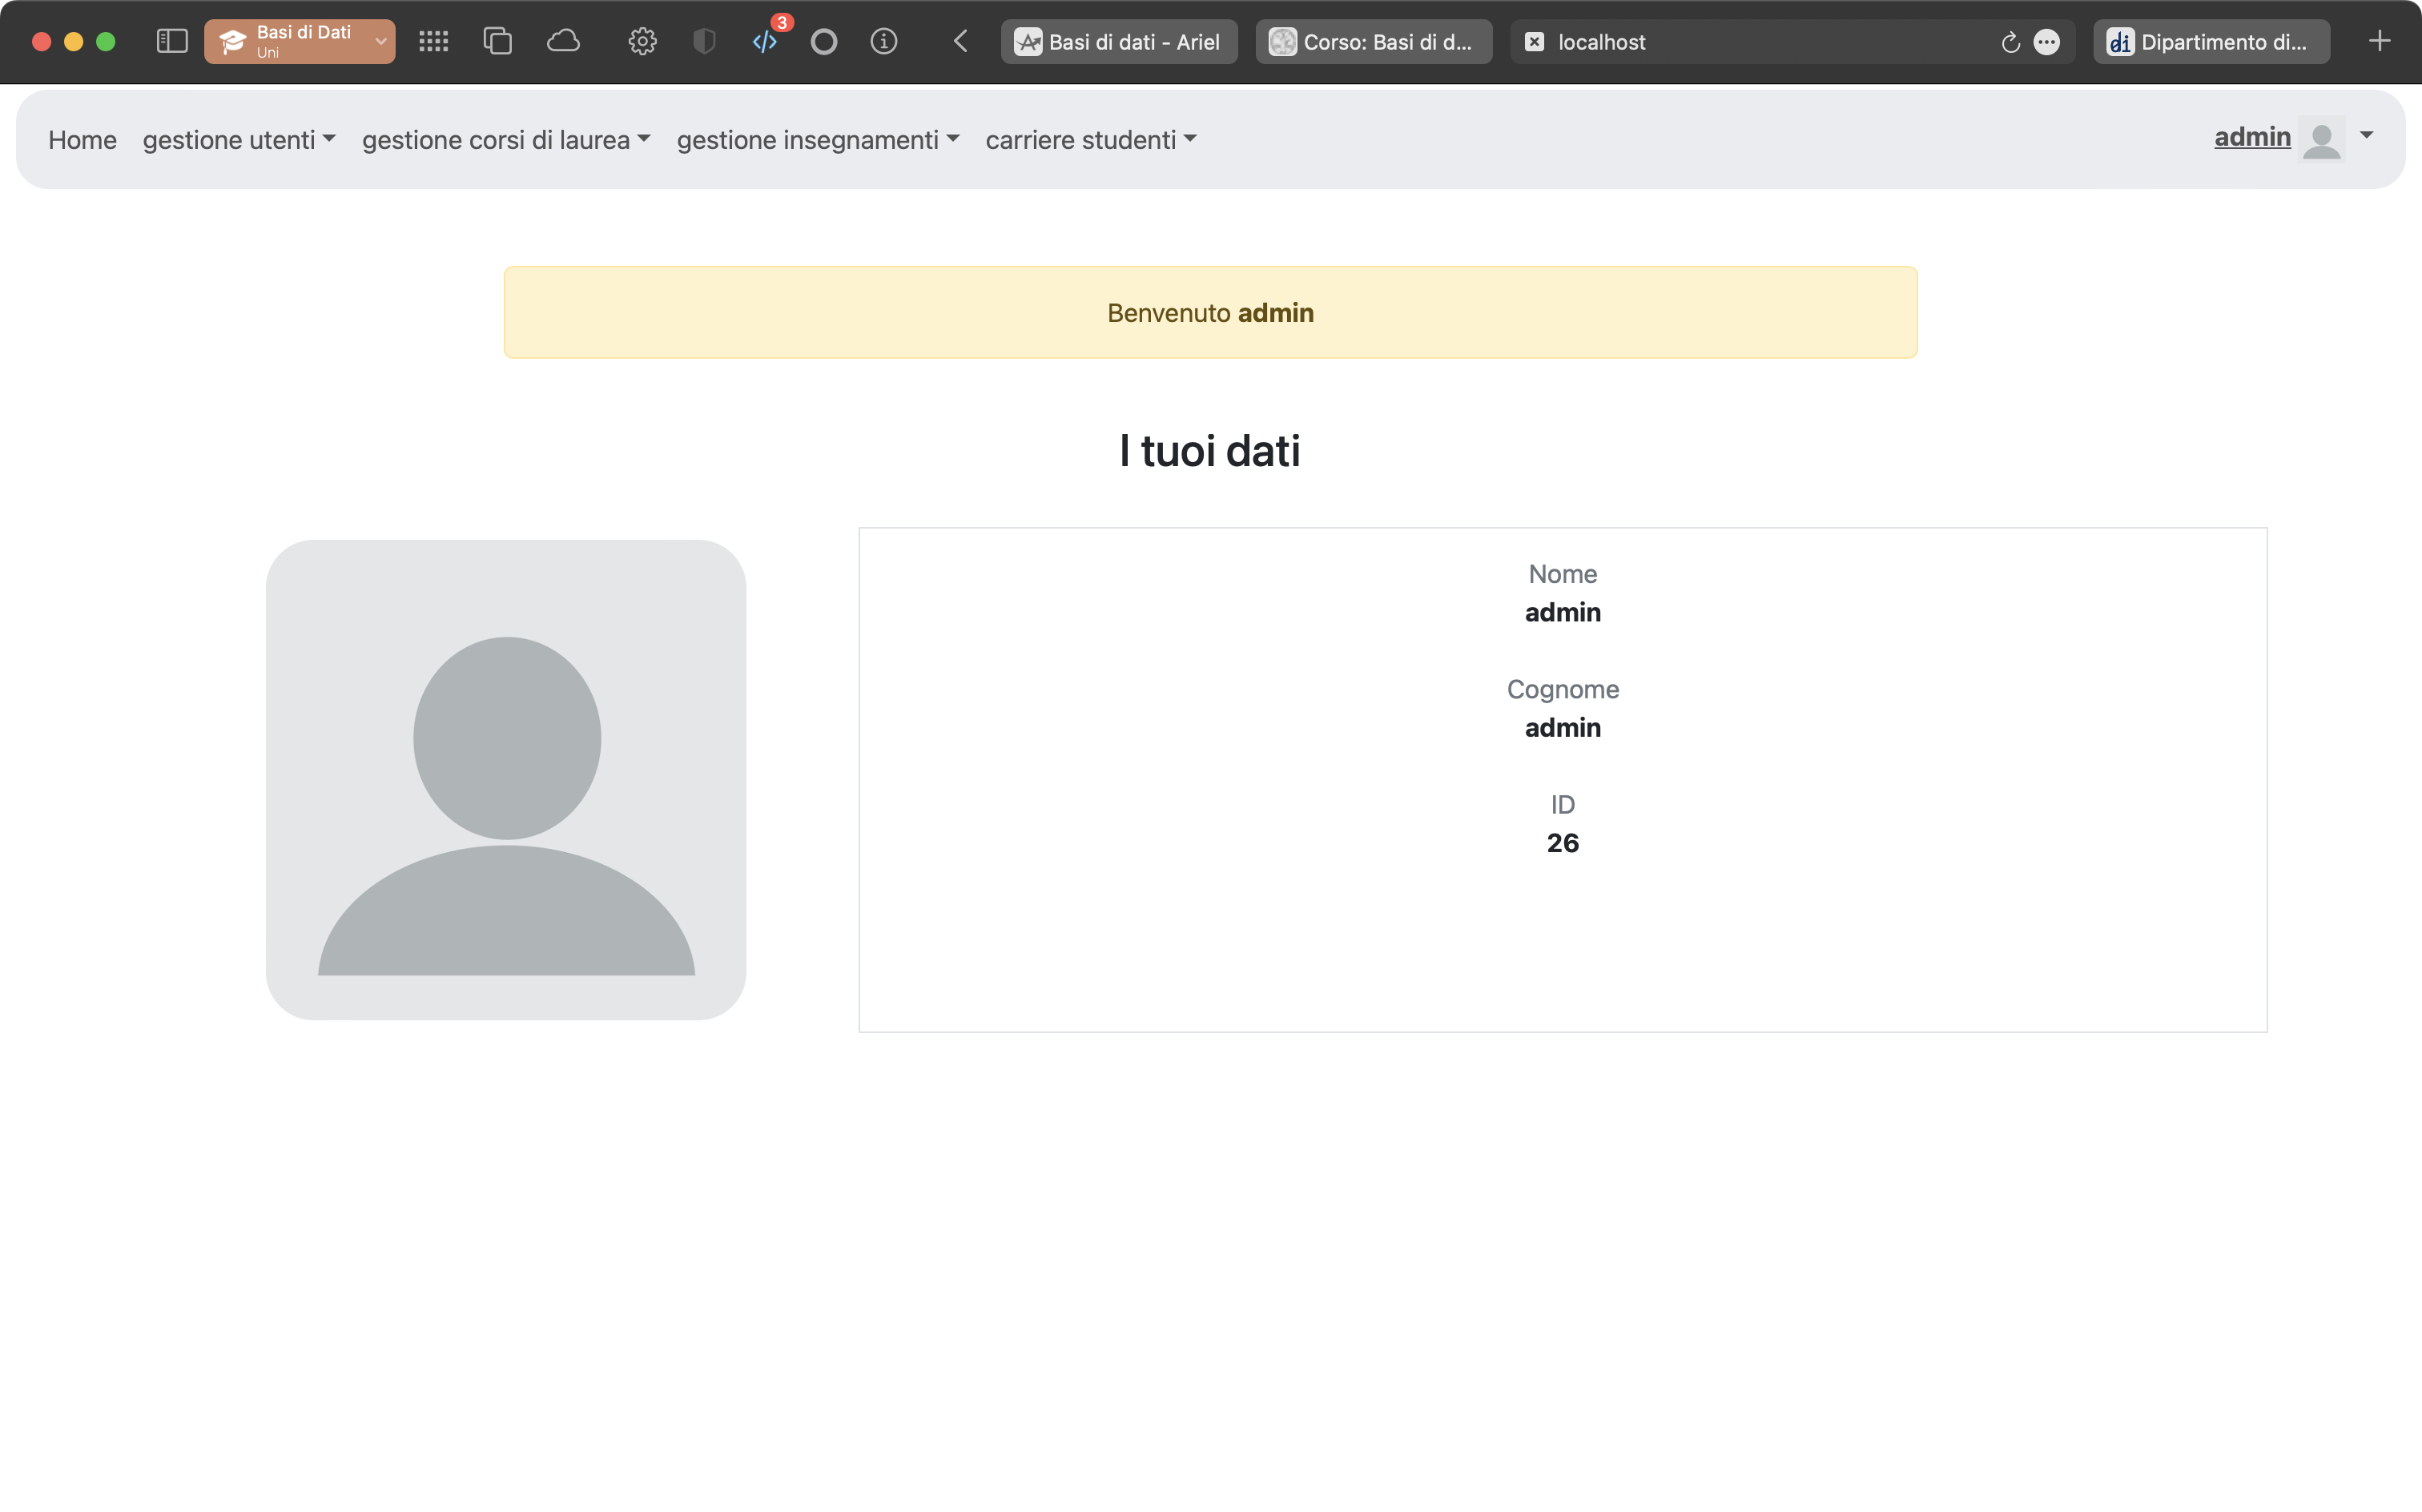 Basi di Dati
Uni
3
Basi di dati - Ariel
Corso: Basi di d...
localhost
di Dipartimento di...
Home
gestione utenti
gestione corsi di laurea
gestione insegnamenti
carriere studenti
admin
Benvenuto admin
I tuoi dati
Nome
admin
Cognome
admin
ID
26